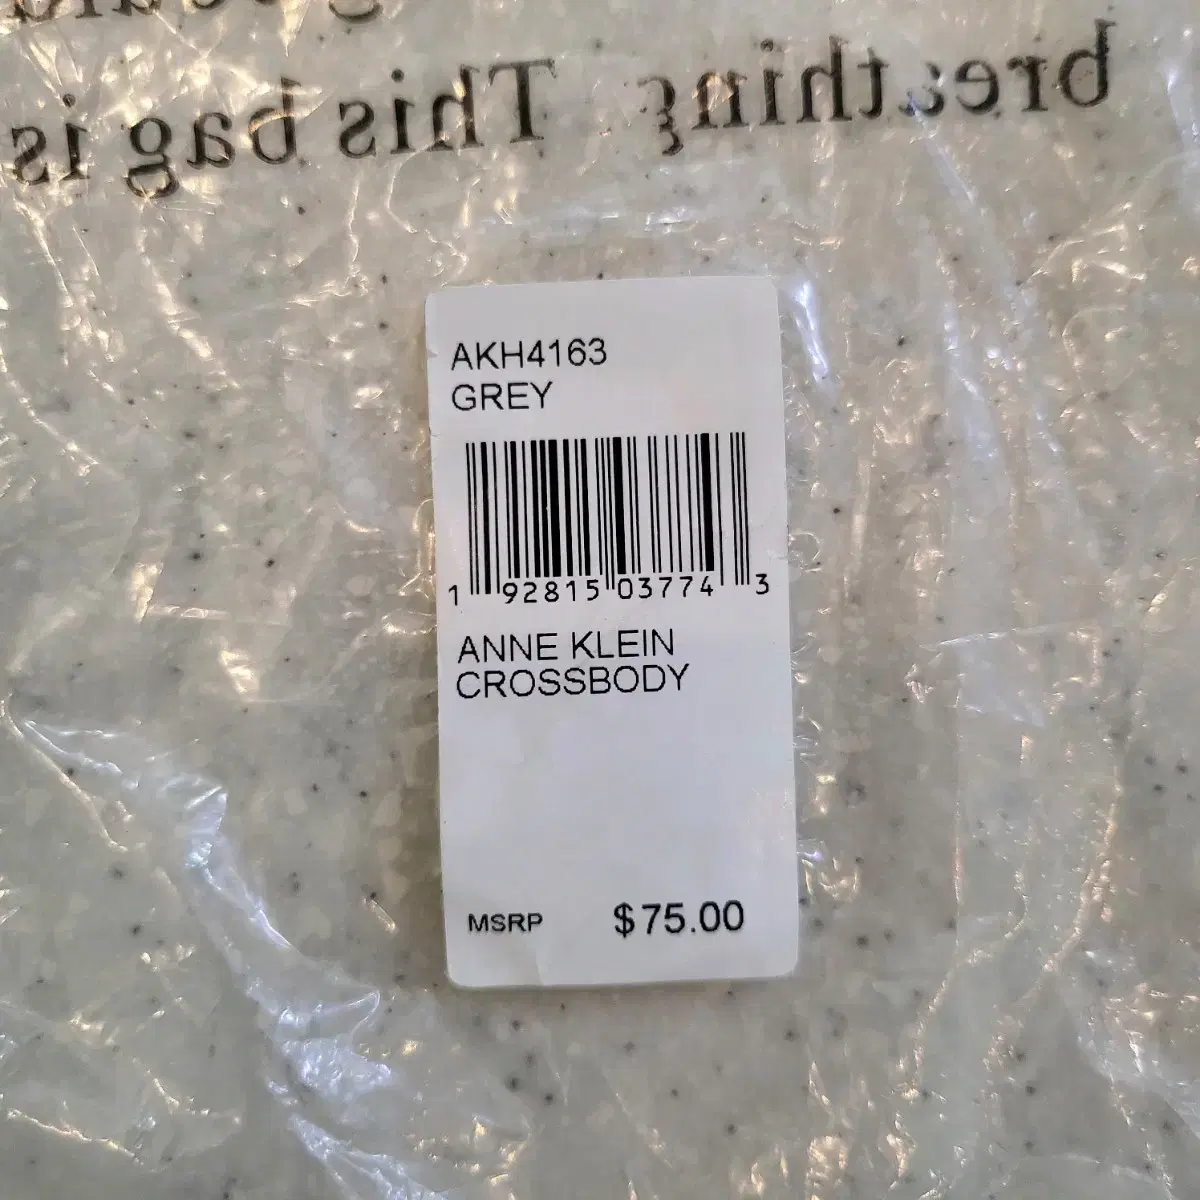 breathing This bag is
AKH4163
GREY
1 92815 03774 3
ANNE KLEIN
CROSSBODY
MSRP $75.00